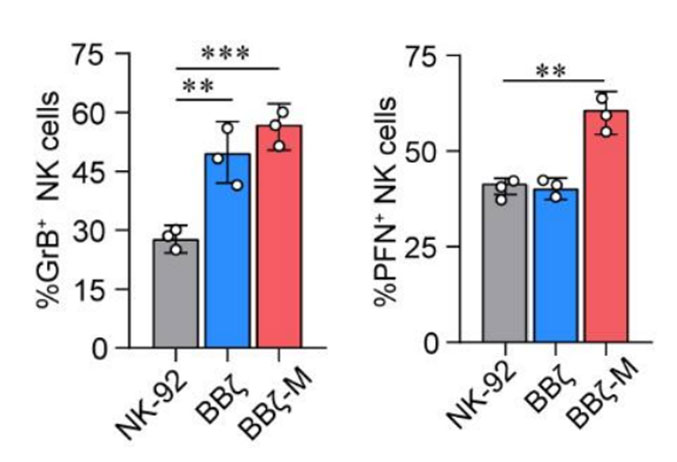 %GrB⁺ NK cells
75
60
45
30
15
0
***
**
NK-92
BBζ
BBζ-M
%PFN⁺ NK cells
75
50
25
0
**
NK-92
BBζ
BBζ-M